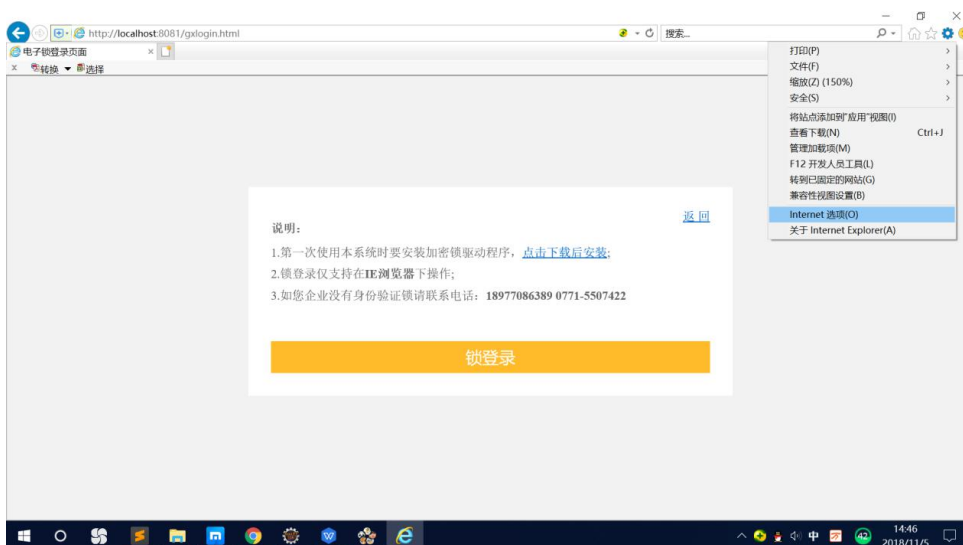 http://localhost:8081/gxlogin.html
搜索...
电子锁登录页面
x 转换 选择
打印(P)
文件(F)
缩放(Z) (150%)
安全(S)
将站点添加到"应用"视图(I)
查看下载(N) Ctrl+J
管理加载项(M)
F12 开发人员工具(L)
转到已固定的网站(G)
兼容性视图设置(B)
Internet 选项(O)
关于 Internet Explorer(A)
返回
说明：
1.第一次使用本系统时要安装加密锁驱动程序，点击下载后安装;
2.锁登录仅支持在IE浏览器下操作;
3.如您企业没有身份验证锁请联系电话：18977086389 0771-5507422
锁登录
中
42
14:46
2018/11/5